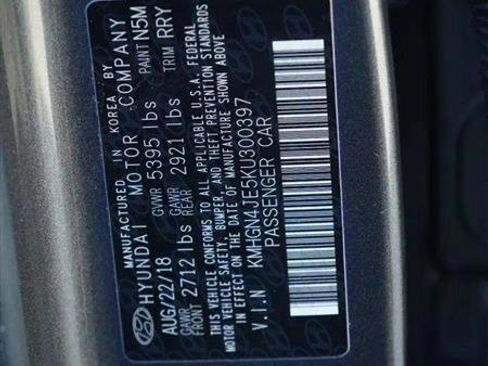 MANUFACTURED IN KOREA BY
HYUNDAI MOTOR COMPANY
AUG/22/18 GVWR 5395 lbs PAINT N5M
GAWR FRONT 2712 lbs GAWR REAR 2921 lbs TRIM RRY
THIS VEHICLE CONFORMS TO ALL APPLICABLE U.S.A. FEDERAL
MOTOR VEHICLE SAFETY, BUMPER, AND THEFT PREVENTION STANDARDS
IN EFFECT ON THE DATE OF MANUFACTURE SHOWN ABOVE
V.I.N KMHGN4JE5KU300397
PASSENGER CAR